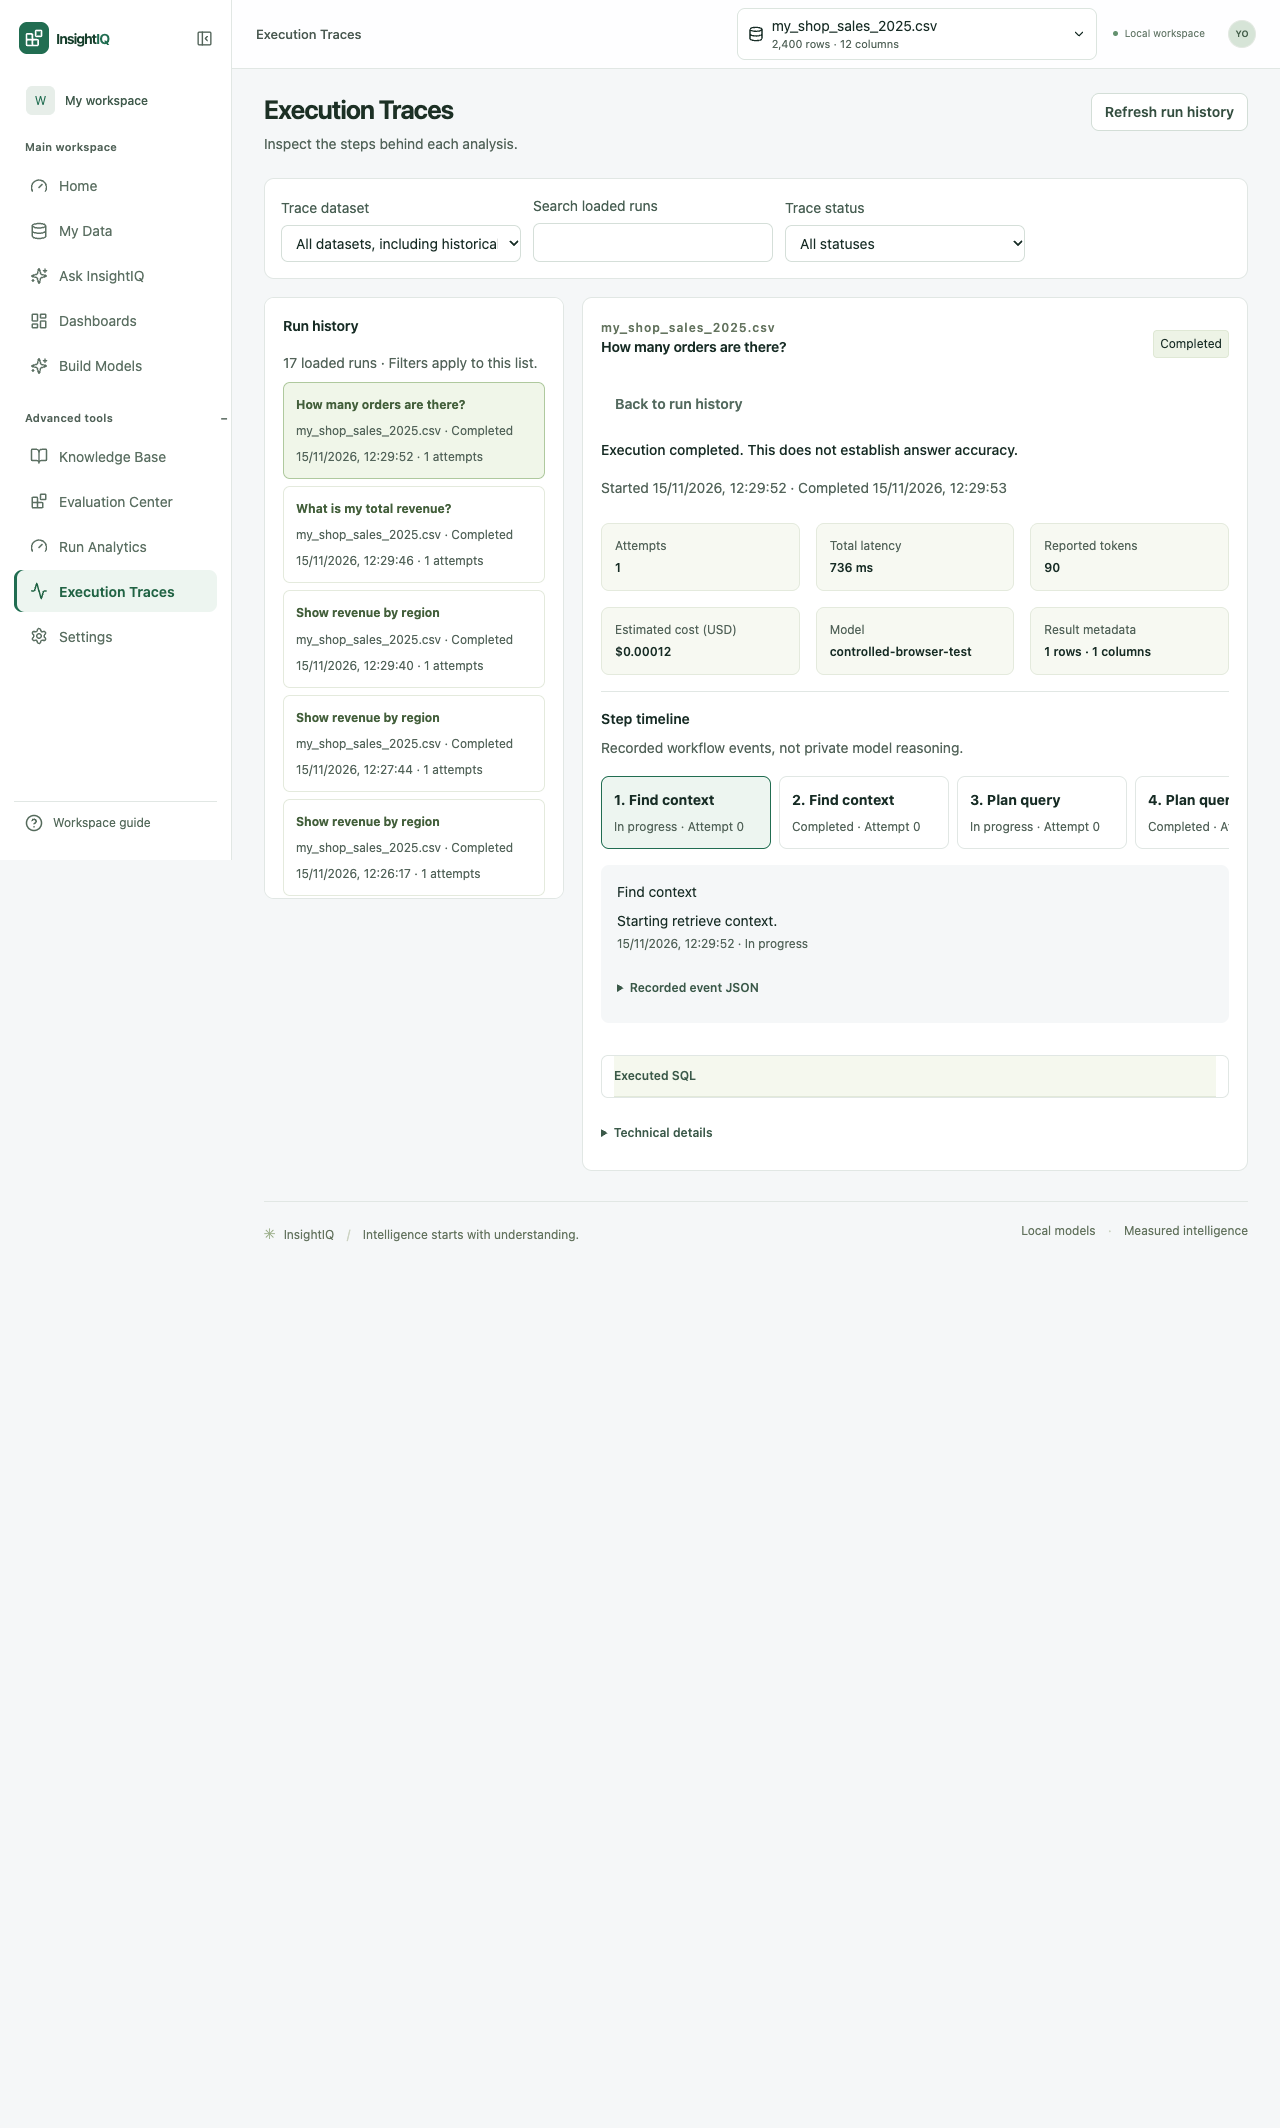 InsightIQ
W My workspace
Main workspace
Home
My Data
Ask InsightIQ
Dashboards
Build Models
Advanced tools –
Knowledge Base
Evaluation Center
Run Analytics
Execution Traces
Settings
Workspace guide
Execution Traces
my_shop_sales_2025.csv
2,400 rows · 12 columns
Local workspace
YO
Execution Traces
Refresh run history
Inspect the steps behind each analysis.
Trace dataset
All datasets, including historica
Search loaded runs
Trace status
All statuses
Run history
17 loaded runs · Filters apply to this list.
How many orders are there?
my_shop_sales_2025.csv · Completed
15/11/2026, 12:29:52 · 1 attempts
What is my total revenue?
my_shop_sales_2025.csv · Completed
15/11/2026, 12:29:46 · 1 attempts
Show revenue by region
my_shop_sales_2025.csv · Completed
15/11/2026, 12:29:40 · 1 attempts
Show revenue by region
my_shop_sales_2025.csv · Completed
15/11/2026, 12:27:44 · 1 attempts
Show revenue by region
my_shop_sales_2025.csv · Completed
15/11/2026, 12:26:17 · 1 attempts
my_shop_sales_2025.csv
How many orders are there?
Completed
Back to run history
Execution completed. This does not establish answer accuracy.
Started 15/11/2026, 12:29:52 · Completed 15/11/2026, 12:29:53
Attempts
1
Total latency
736 ms
Reported tokens
90
Estimated cost (USD)
$0.00012
Model
controlled-browser-test
Result metadata
1 rows · 1 columns
Step timeline
Recorded workflow events, not private model reasoning.
1. Find context
In progress · Attempt 0
2. Find context
Completed · Attempt 0
3. Plan query
In progress · Attempt 0
4. Plan quer
Completed · A
Find context
Starting retrieve context.
15/11/2026, 12:29:52 · In progress
Recorded event JSON
Executed SQL
Technical details
InsightIQ / Intelligence starts with understanding.
Local models · Measured intelligence